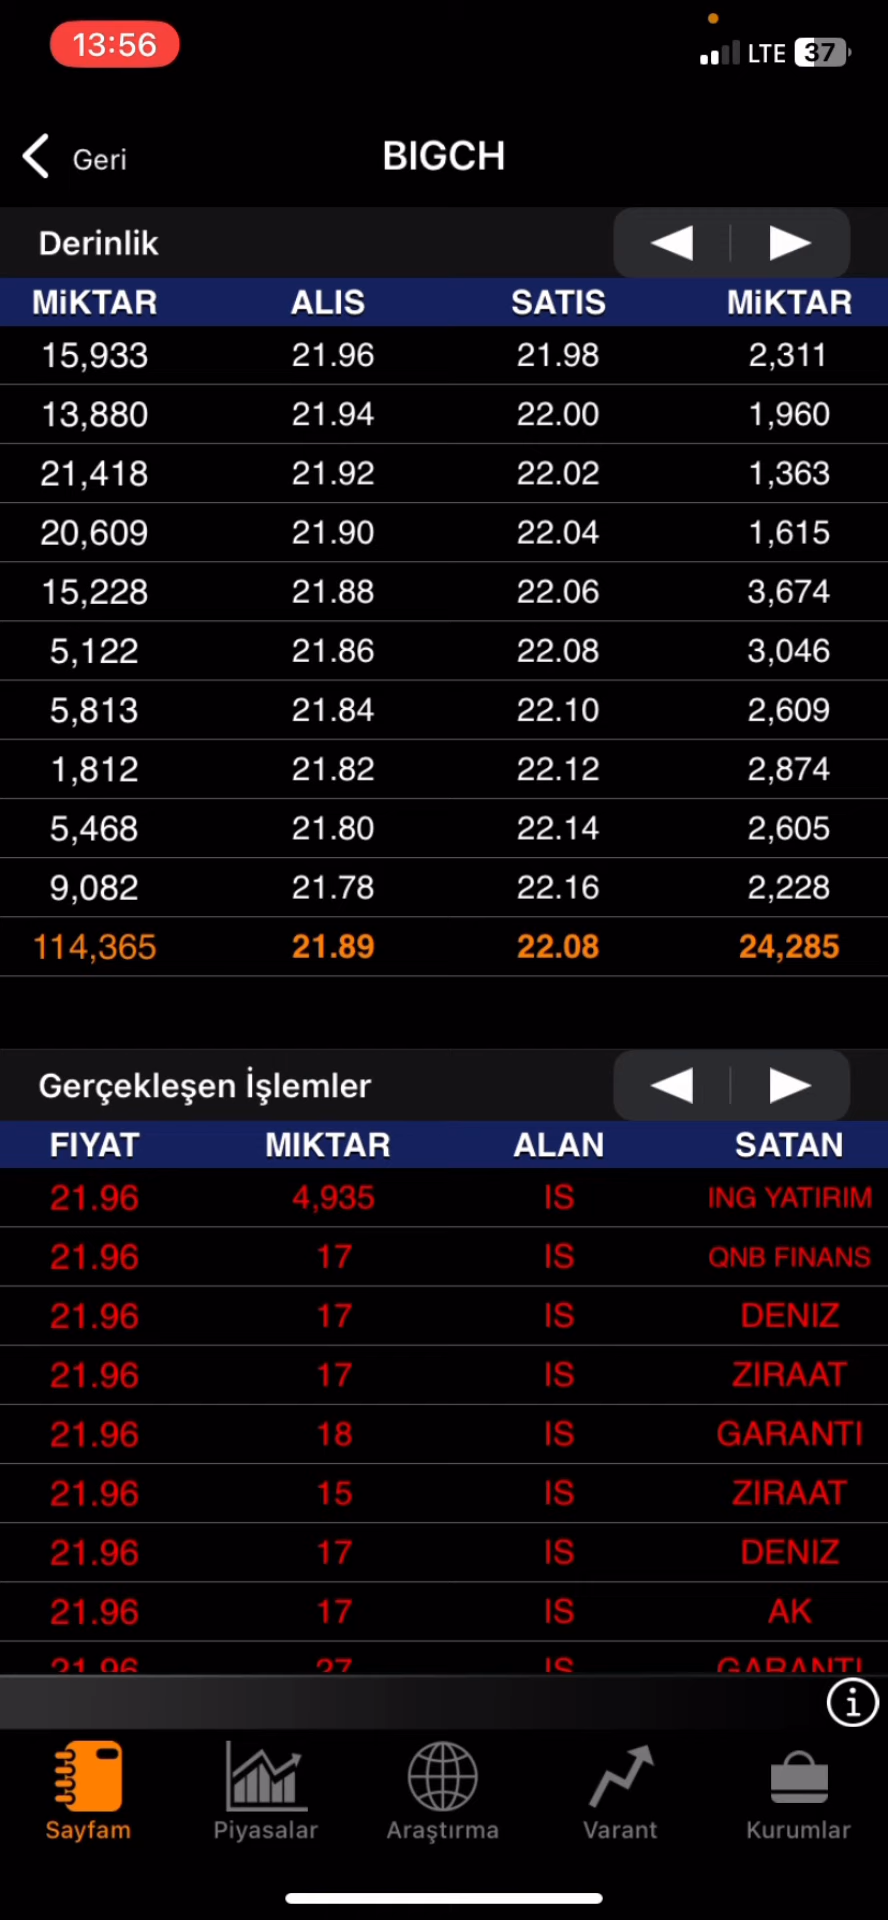 13:56
LTE 37
Geri
BIGCH
Derinlik
MiKTAR ALIS SATIS MiKTAR
15,933 21.96 21.98 2,311
13,880 21.94 22.00 1,960
21,418 21.92 22.02 1,363
20,609 21.90 22.04 1,615
15,228 21.88 22.06 3,674
5,122 21.86 22.08 3,046
5,813 21.84 22.10 2,609
1,812 21.82 22.12 2,874
5,468 21.80 22.14 2,605
9,082 21.78 22.16 2,228
114,365 21.89 22.08 24,285
Gerçekleşen İşlemler
FIYAT MIKTAR ALAN SATAN
21.96 4,935 IS ING YATIRIM
21.96 17 IS QNB FINANS
21.96 17 IS DENIZ
21.96 17 IS ZIRAAT
21.96 18 IS GARANTI
21.96 15 IS ZIRAAT
21.96 17 IS DENIZ
21.96 17 IS AK
21.96 27 IS GARANTI
Sayfam Piyasalar Araştırma Varant Kurumlar